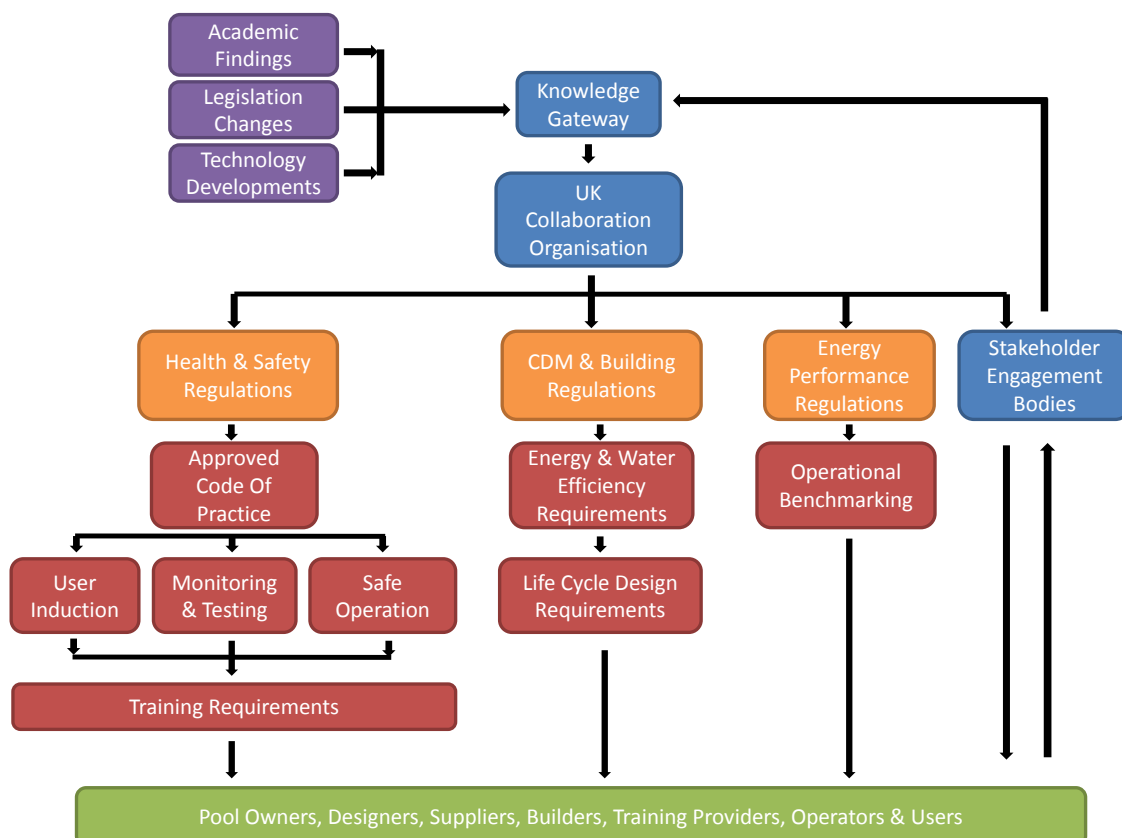 Academic
Findings
Legislation
Changes
Technology
Developments
Knowledge
Gateway
UK
Collaboration
Organisation
Health & Safety
Regulations
CDM & Building
Regulations
Energy
Performance
Regulations
Stakeholder
Engagement
Bodies
Approved
Code Of
Practice
Energy & Water
Efficiency
Requirements
Operational
Benchmarking
User
Induction
Monitoring
& Testing
Safe
Operation
Life Cycle Design
Requirements
Training Requirements
Pool Owners, Designers, Suppliers, Builders, Training Providers, Operators & Users